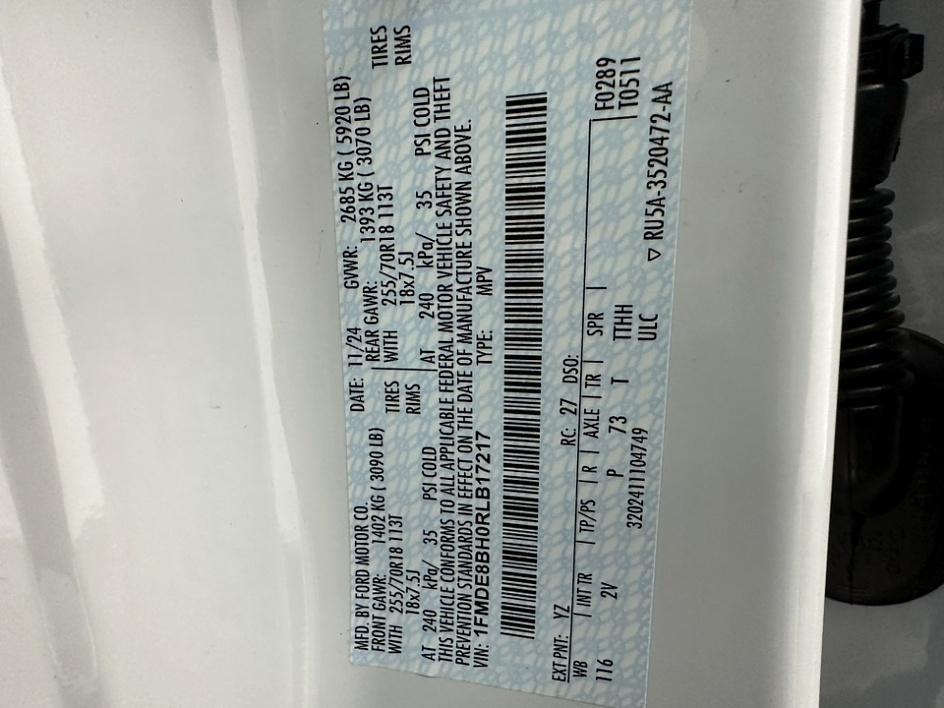 MFD. BY FORD MOTOR CO.
DATE: 11/24 GVWR: 2685 KG ( 5920 LB)
FRONT GAWR: 1402 KG ( 3090 LB) REAR GAWR: 1393 KG ( 3070 LB)
WITH 255/70R18 113T TIRES WITH 255/70R18 113T TIRES
18x7.5J RIMS 18x7.5J RIMS
AT 240 kPa/ 35 PSI COLD AT 240 kPa/ 35 PSI COLD
THIS VEHICLE CONFORMS TO ALL APPLICABLE FEDERAL MOTOR VEHICLE SAFETY AND THEFT
PREVENTION STANDARDS IN EFFECT ON THE DATE OF MANUFACTURE SHOWN ABOVE.
VIN: 1FMDE8BH0RLB17217 TYPE: MPV
EXT PNT: YZ RC: 27 DSO: F0289
WB INT TR TP/PS R AXLE TR SPR T0511
116 2V P 73 T TTHH
3202411104749 ULC
▽ RU5A-3520472-AA